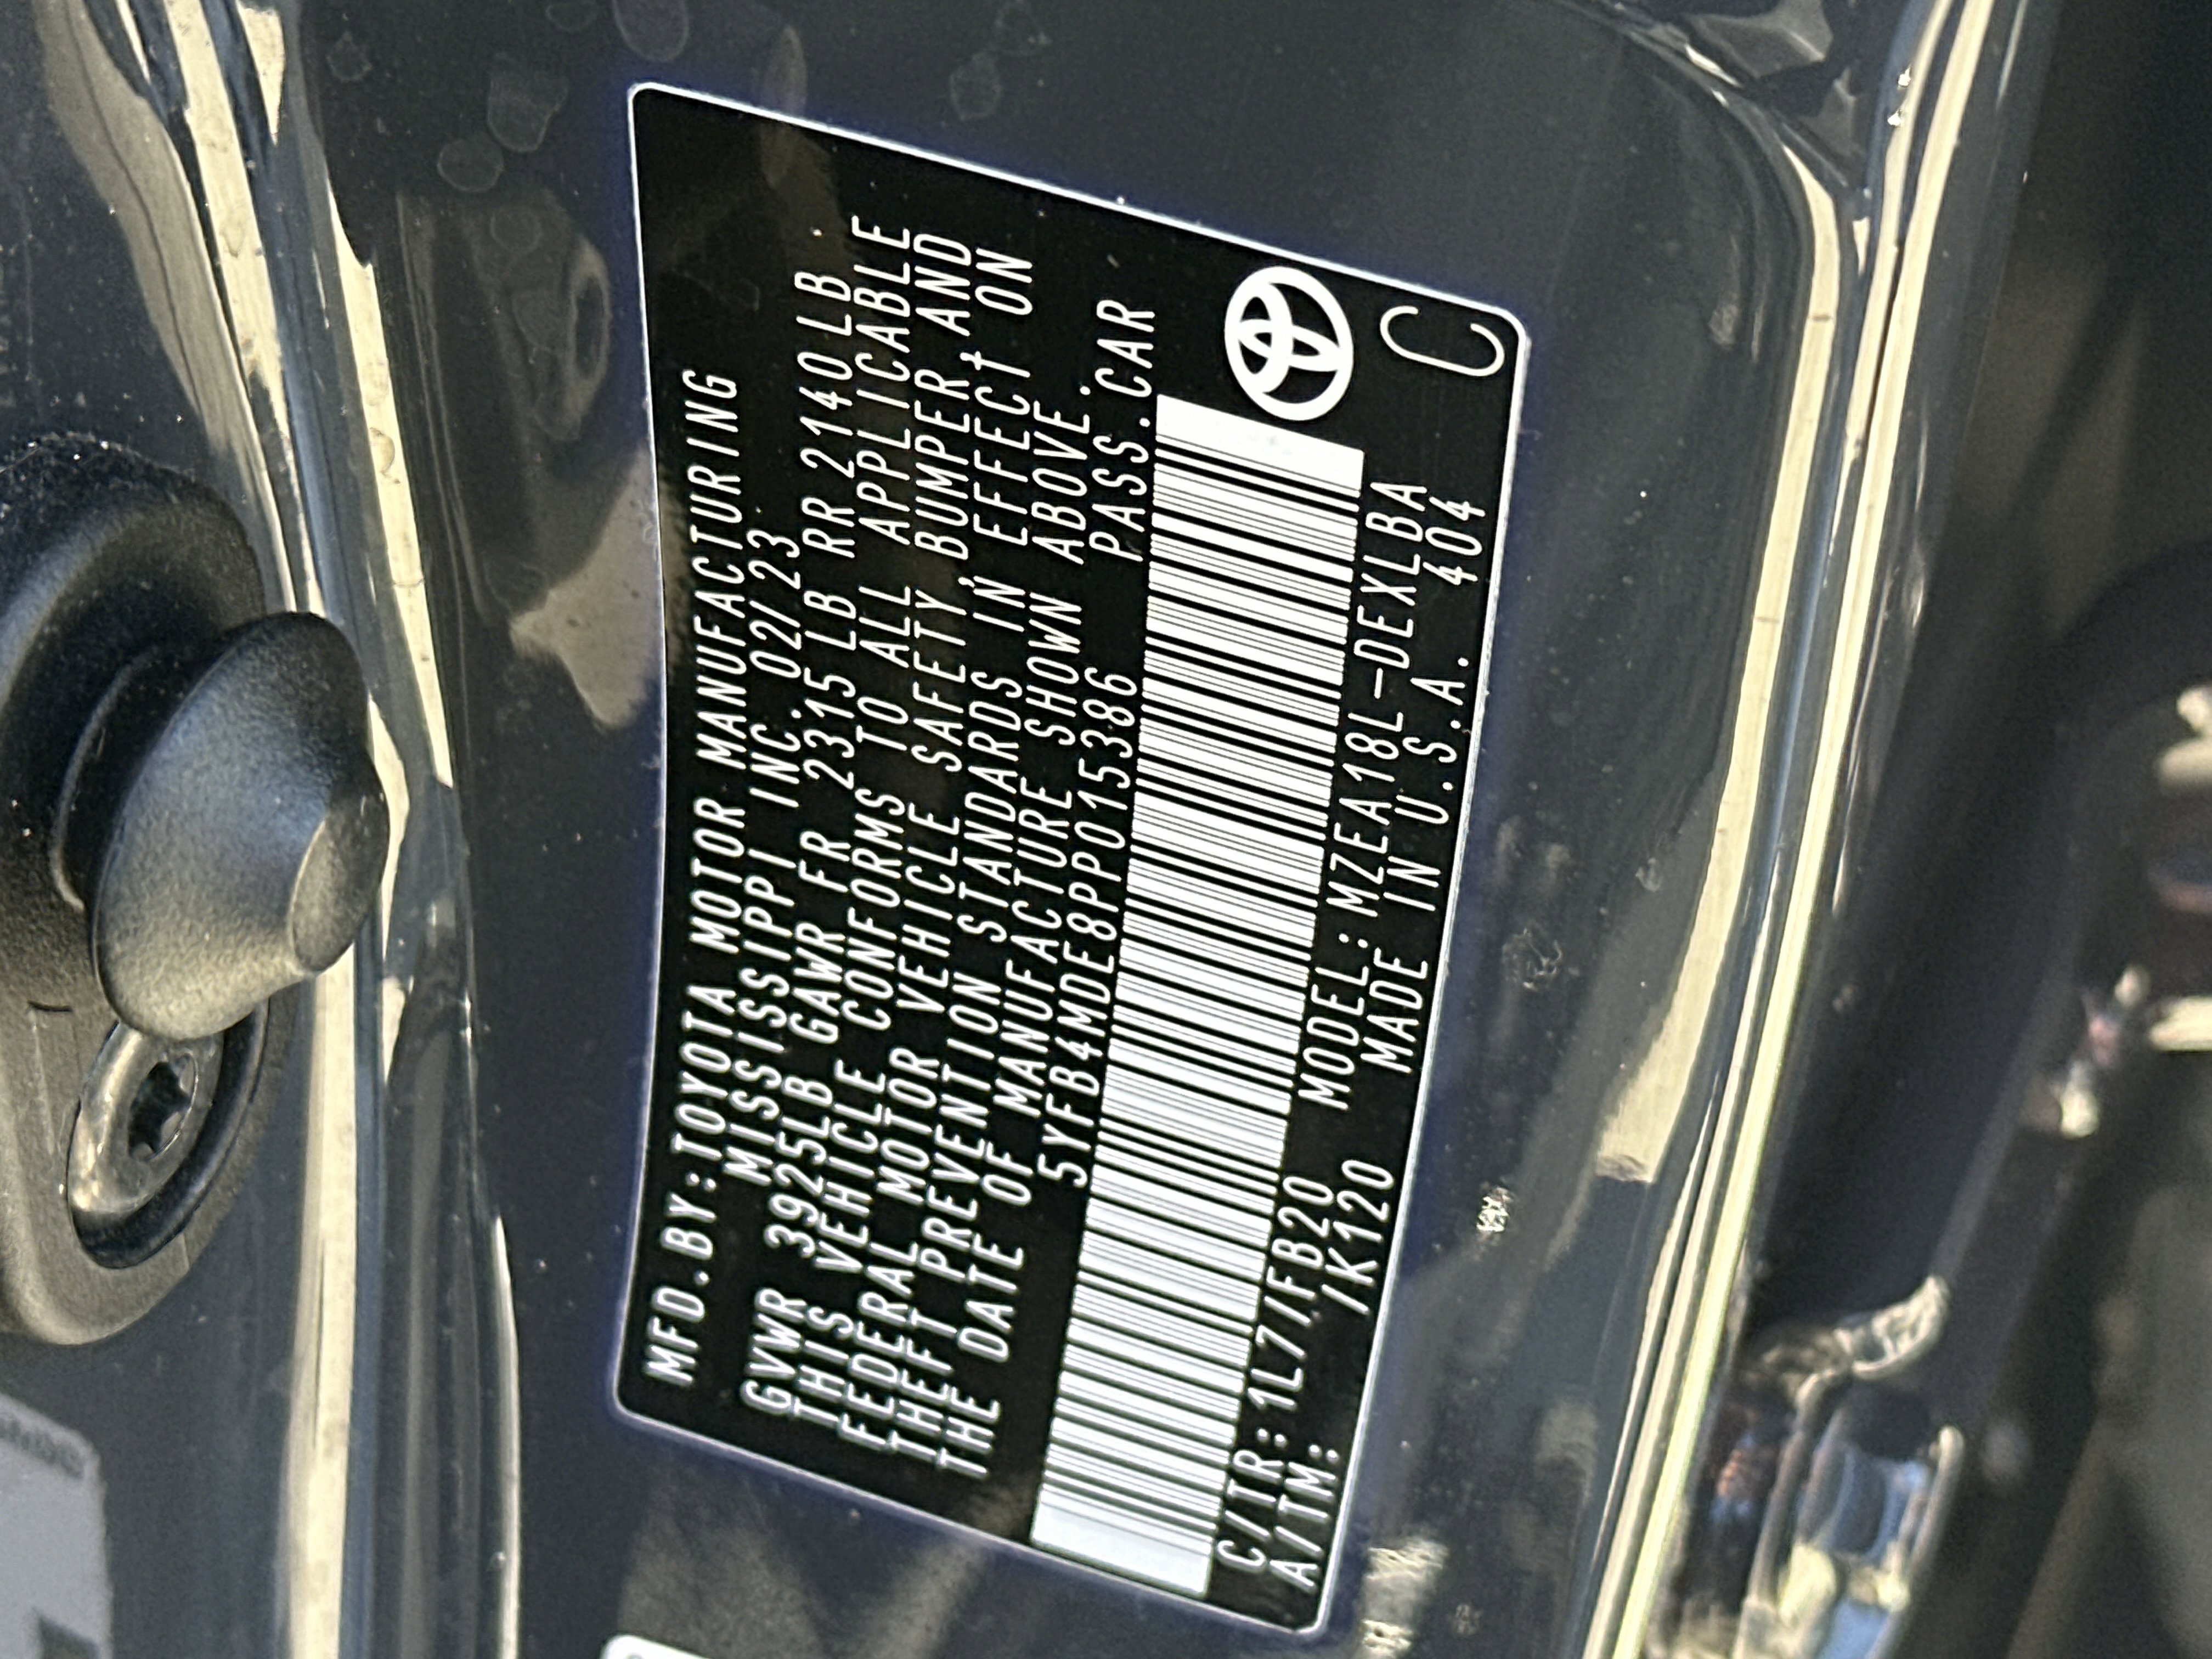 MFD.BY:TOYOTA MOTOR MANUFACTURING
MISSISSIPPI INC. 02/23
GVWR 3925LB GAWR FR 2315 LB RR 2140LB
THIS VEHICLE CONFORMS TO ALL APPLICABLE
FEDERAL MOTOR VEHICLE SAFETY, BUMPER, AND
THEFT PREVENTION STANDARDS IN EFFECT ON
THE DATE OF MANUFACTURE SHOWN ABOVE.
5YFB4MDE8PP015386 PASS.CAR
C/TR:1L7/FB20 MODEL:MZEA18L-DEXLBA
A/TM: /K120 MADE IN U.S.A. 404
C